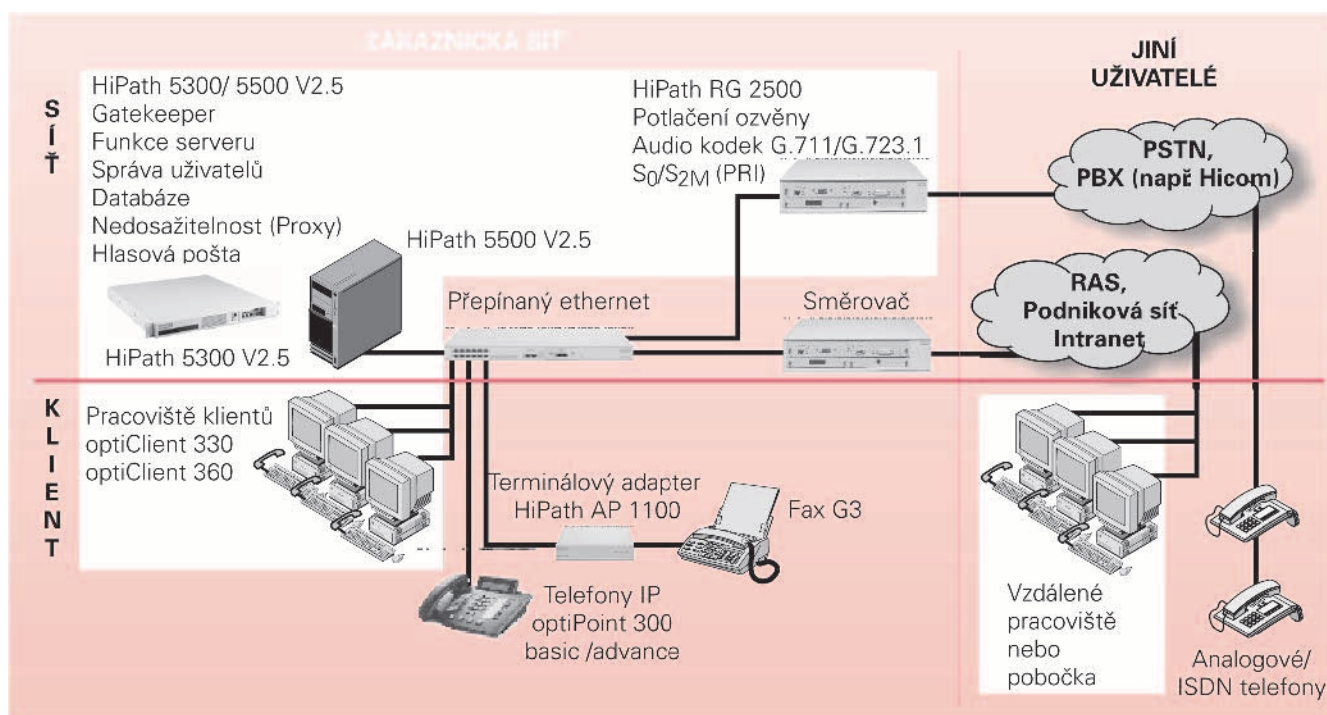 ZÁKAZNICKÁ SÍŤ
JINÍ
UŽIVATELÉ
SÍŤ
HiPath 5300/ 5500 V2.5
Gatekeeper
Funkce serveru
Správa uživatelů
Databáze
Nedosažitelnost (Proxy)
Hlasová pošta
HiPath 5300 V2.5
HiPath 5500 V2.5
HiPath RG 2500
Potlačení ozvěny
Audio kodek G.711/G.723.1
S0/S2M (PRI)
PSTN,
PBX (např. Hicom)
Přepínaný ethernet
Směrovač
RAS,
Podniková síť
Intranet
KLIENT
Pracoviště klientů
optiClient 330
optiClient 360
Terminálový adapter
HiPath AP 1100
Fax G3
Telefony IP
optiPoint 300
basic /advance
Vzdálené
pracoviště
nebo
pobočka
Analogové/
ISDN telefony